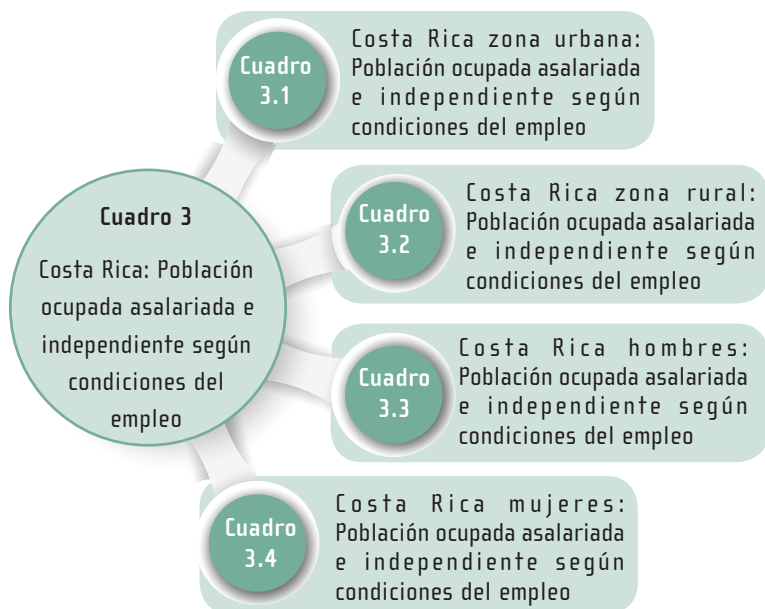 Cuadro 3
Costa Rica: Población
ocupada asalariada e
independiente según
condiciones del
empleo
Cuadro
3.1
Costa Rica zona urbana:
Población ocupada asalariada
e independiente según
condiciones del empleo
Cuadro
3.2
Costa Rica zona rural:
Población ocupada asalariada
e independiente según
condiciones del empleo
Cuadro
3.3
Costa Rica hombres:
Población ocupada asalariada
e independiente según
condiciones del empleo
Cuadro
3.4
Costa Rica mujeres:
Población ocupada asalariada
e independiente según
condiciones del empleo